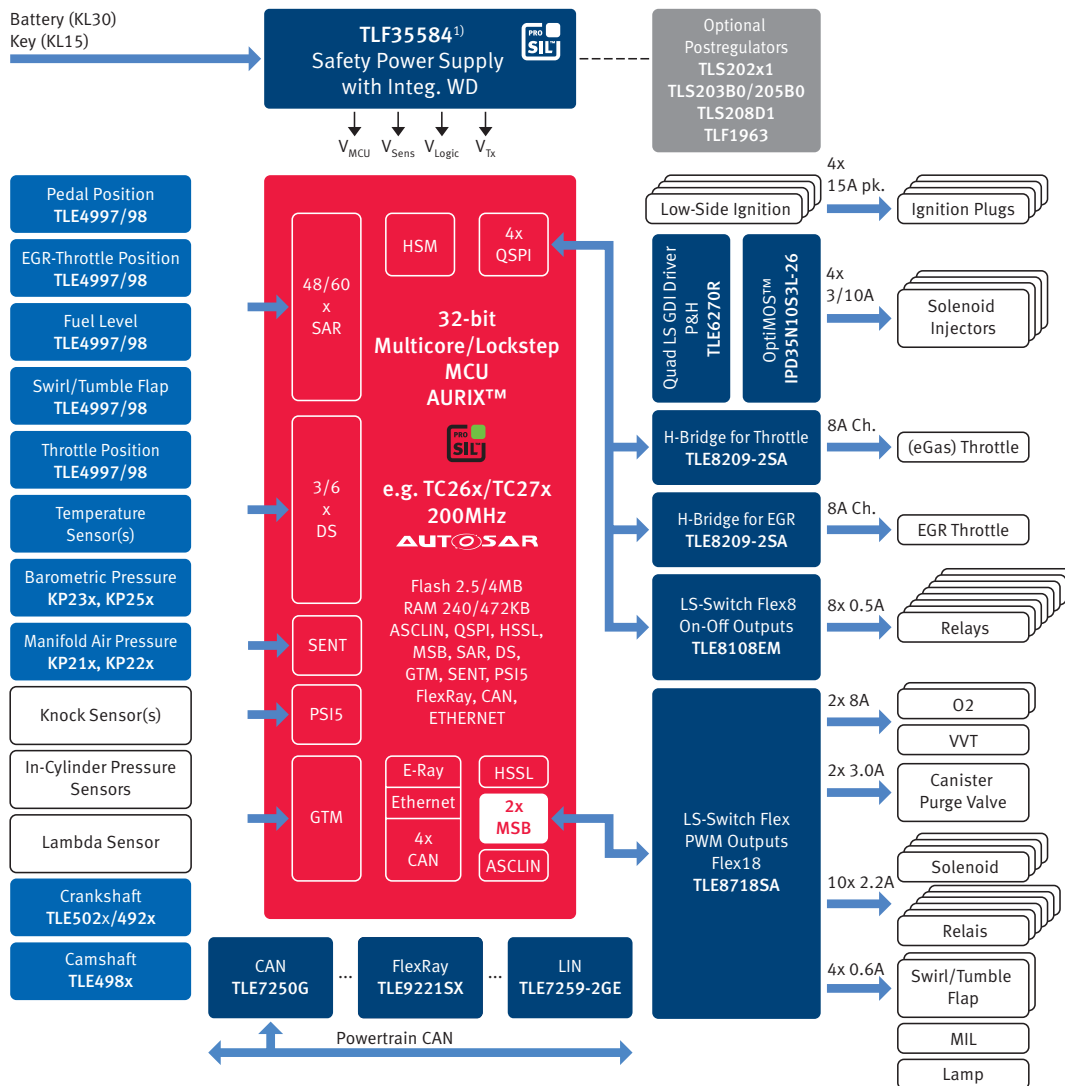 Battery (KL30)
Key (KL15)
TLF35584¹⁾
Safety Power Supply
with Integ. WD
PRO
SIL™
Optional
Postregulators
TLS202x1
TLS203B0/205B0
TLS208D1
TLF1963
V_MCU V_Sens V_Logic V_Tx
Pedal Position
TLE4997/98
EGR-Throttle Position
TLE4997/98
Fuel Level
TLE4997/98
Swirl/Tumble Flap
TLE4997/98
Throttle Position
TLE4997/98
Temperature
Sensor(s)
Barometric Pressure
KP23x, KP25x
Manifold Air Pressure
KP21x, KP22x
Knock Sensor(s)
In-Cylinder Pressure
Sensors
Lambda Sensor
Crankshaft
TLE502x/492x
Camshaft
TLE498x
48/60
x
SAR
HSM
4x
QSPI
32-bit
Multicore/Lockstep
MCU
AURIX™
PRO
SIL™
e.g. TC26x/TC27x
200MHz
AUTOSAR
3/6
x
DS
Flash 2.5/4MB
RAM 240/472KB
ASCLIN, QSPI, HSSL,
MSB, SAR, DS,
GTM, SENT, PSI5
FlexRay, CAN,
ETHERNET
SENT
PSI5
GTM
E-Ray
Ethernet
4x
CAN
HSSL
2x
MSB
ASCLIN
CAN
TLE7250G
...
FlexRay
TLE9221SX
...
LIN
TLE7259-2GE
Powertrain CAN
Low-Side Ignition
4x
15A pk.
Ignition Plugs
Quad LS GDI Driver
P&H
TLE6270R
OptiMOS™
IPD35N10S3L-26
4x
3/10A
Solenoid
Injectors
H-Bridge for Throttle
TLE8209-2SA
8A Ch.
(eGas) Throttle
H-Bridge for EGR
TLE8209-2SA
8A Ch.
EGR Throttle
LS-Switch Flex8
On-Off Outputs
TLE8108EM
8x 0.5A
Relays
LS-Switch Flex
PWM Outputs
Flex18
TLE8718SA
2x 8A
O2
VVT
2x 3.0A
Canister
Purge Valve
10x 2.2A
Solenoid
Relais
4x 0.6A
Swirl/Tumble
Flap
MIL
Lamp